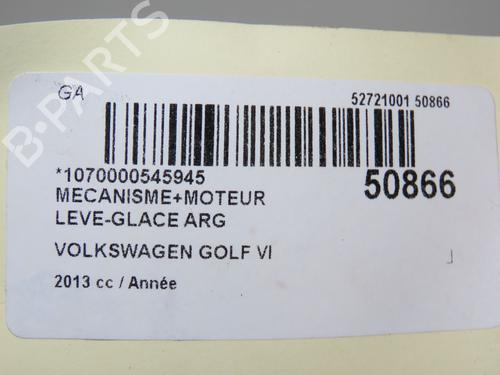 B-PARTS
GA
52721001 50866
*1070000545945
50866
MECANISME+MOTEUR
LEVE-GLACE ARG
VOLKSWAGEN GOLF VI
2013 cc / Année